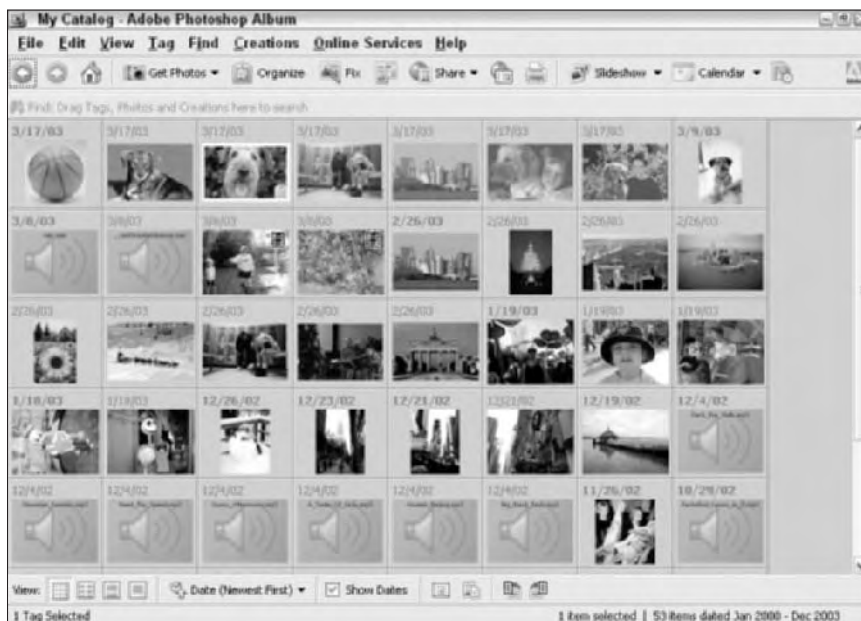 My Catalog - Adobe Photoshop Album
File Edit View Tag Find Creations Online Services Help
Get Photos Organize Fix Share Slideshow Calendar
Find: Drag Tags, Photos and Creations here to search
3/17/03 3/17/03 3/17/03 3/17/03 3/17/03 3/17/03 3/17/03 3/9/03
3/8/03 3/8/03 3/8/03 3/8/03 2/26/03 2/26/03 2/26/03 2/26/03
2/26/03 2/26/03 2/26/03 2/26/03 2/26/03 1/19/03 1/19/03 1/19/03
1/18/03 1/18/03 12/26/02 12/23/02 12/21/02 12/21/02 12/19/02 12/4/02
12/4/02 12/4/02 12/4/02 12/4/02 12/4/02 12/4/02 11/26/02 10/29/02
View: Date (Newest First) Show Dates
1 Tag Selected 1 item selected | 53 items dated Jan 2000 - Dec 2003